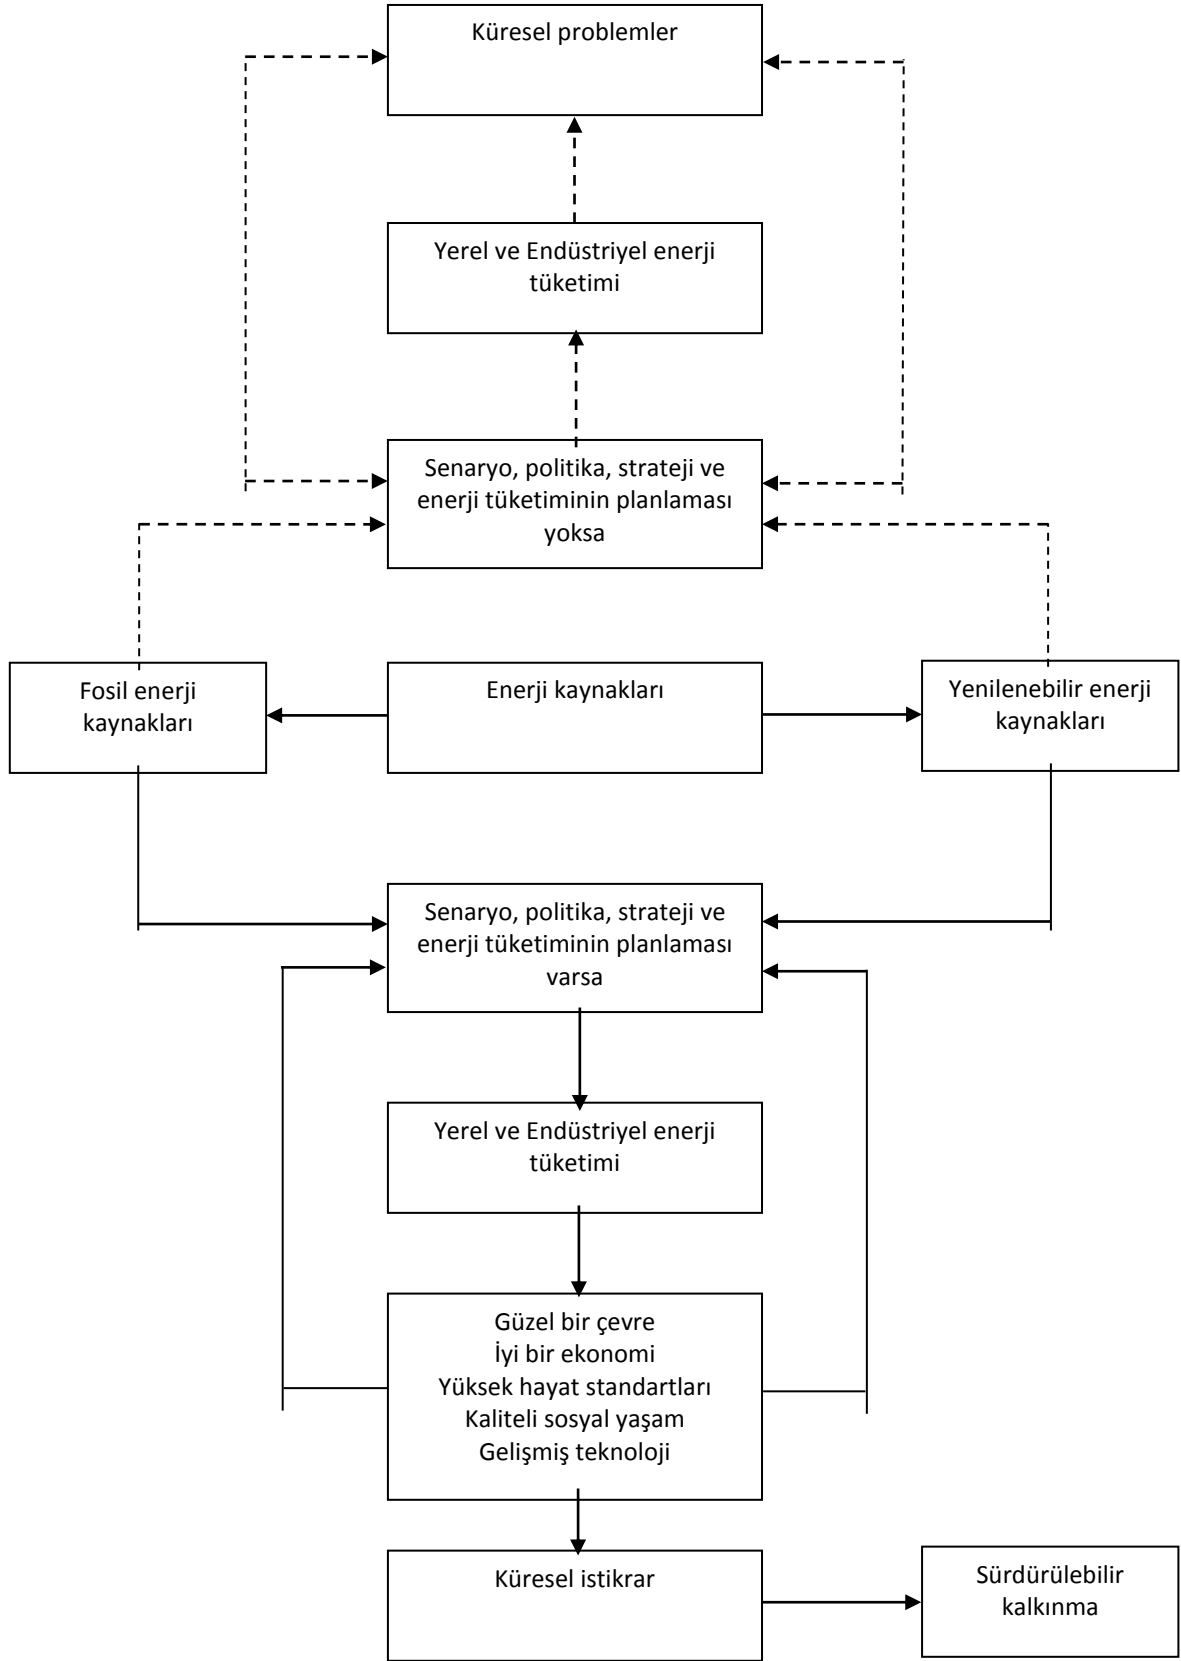 Küresel problemler
Yerel ve Endüstriyel enerji
tüketimi
Senaryo, politika, strateji ve
enerji tüketiminin planlaması
yoksa
Fosil enerji
kaynakları
Enerji kaynakları
Yenilenebilir enerji
kaynakları
Senaryo, politika, strateji ve
enerji tüketiminin planlaması
varsa
Yerel ve Endüstriyel enerji
tüketimi
Güzel bir çevre
İyi bir ekonomi
Yüksek hayat standartları
Kaliteli sosyal yaşam
Gelişmiş teknoloji
Küresel istikrar
Sürdürülebilir
kalkınma